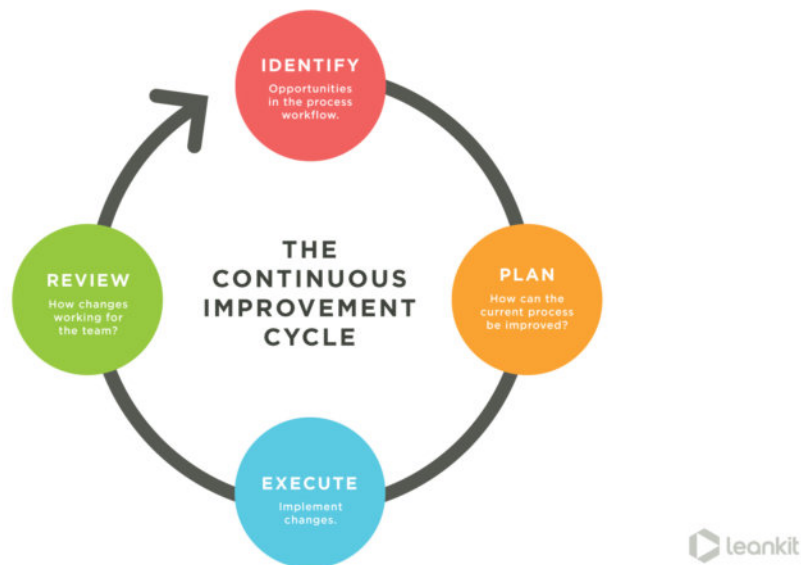 IDENTIFY
Opportunities
in the process
workflow.
THE
CONTINUOUS
IMPROVEMENT
CYCLE
PLAN
How can the
current process
be improved?
EXECUTE
Implement
changes.
REVIEW
How changes
working for
the team?
leankit